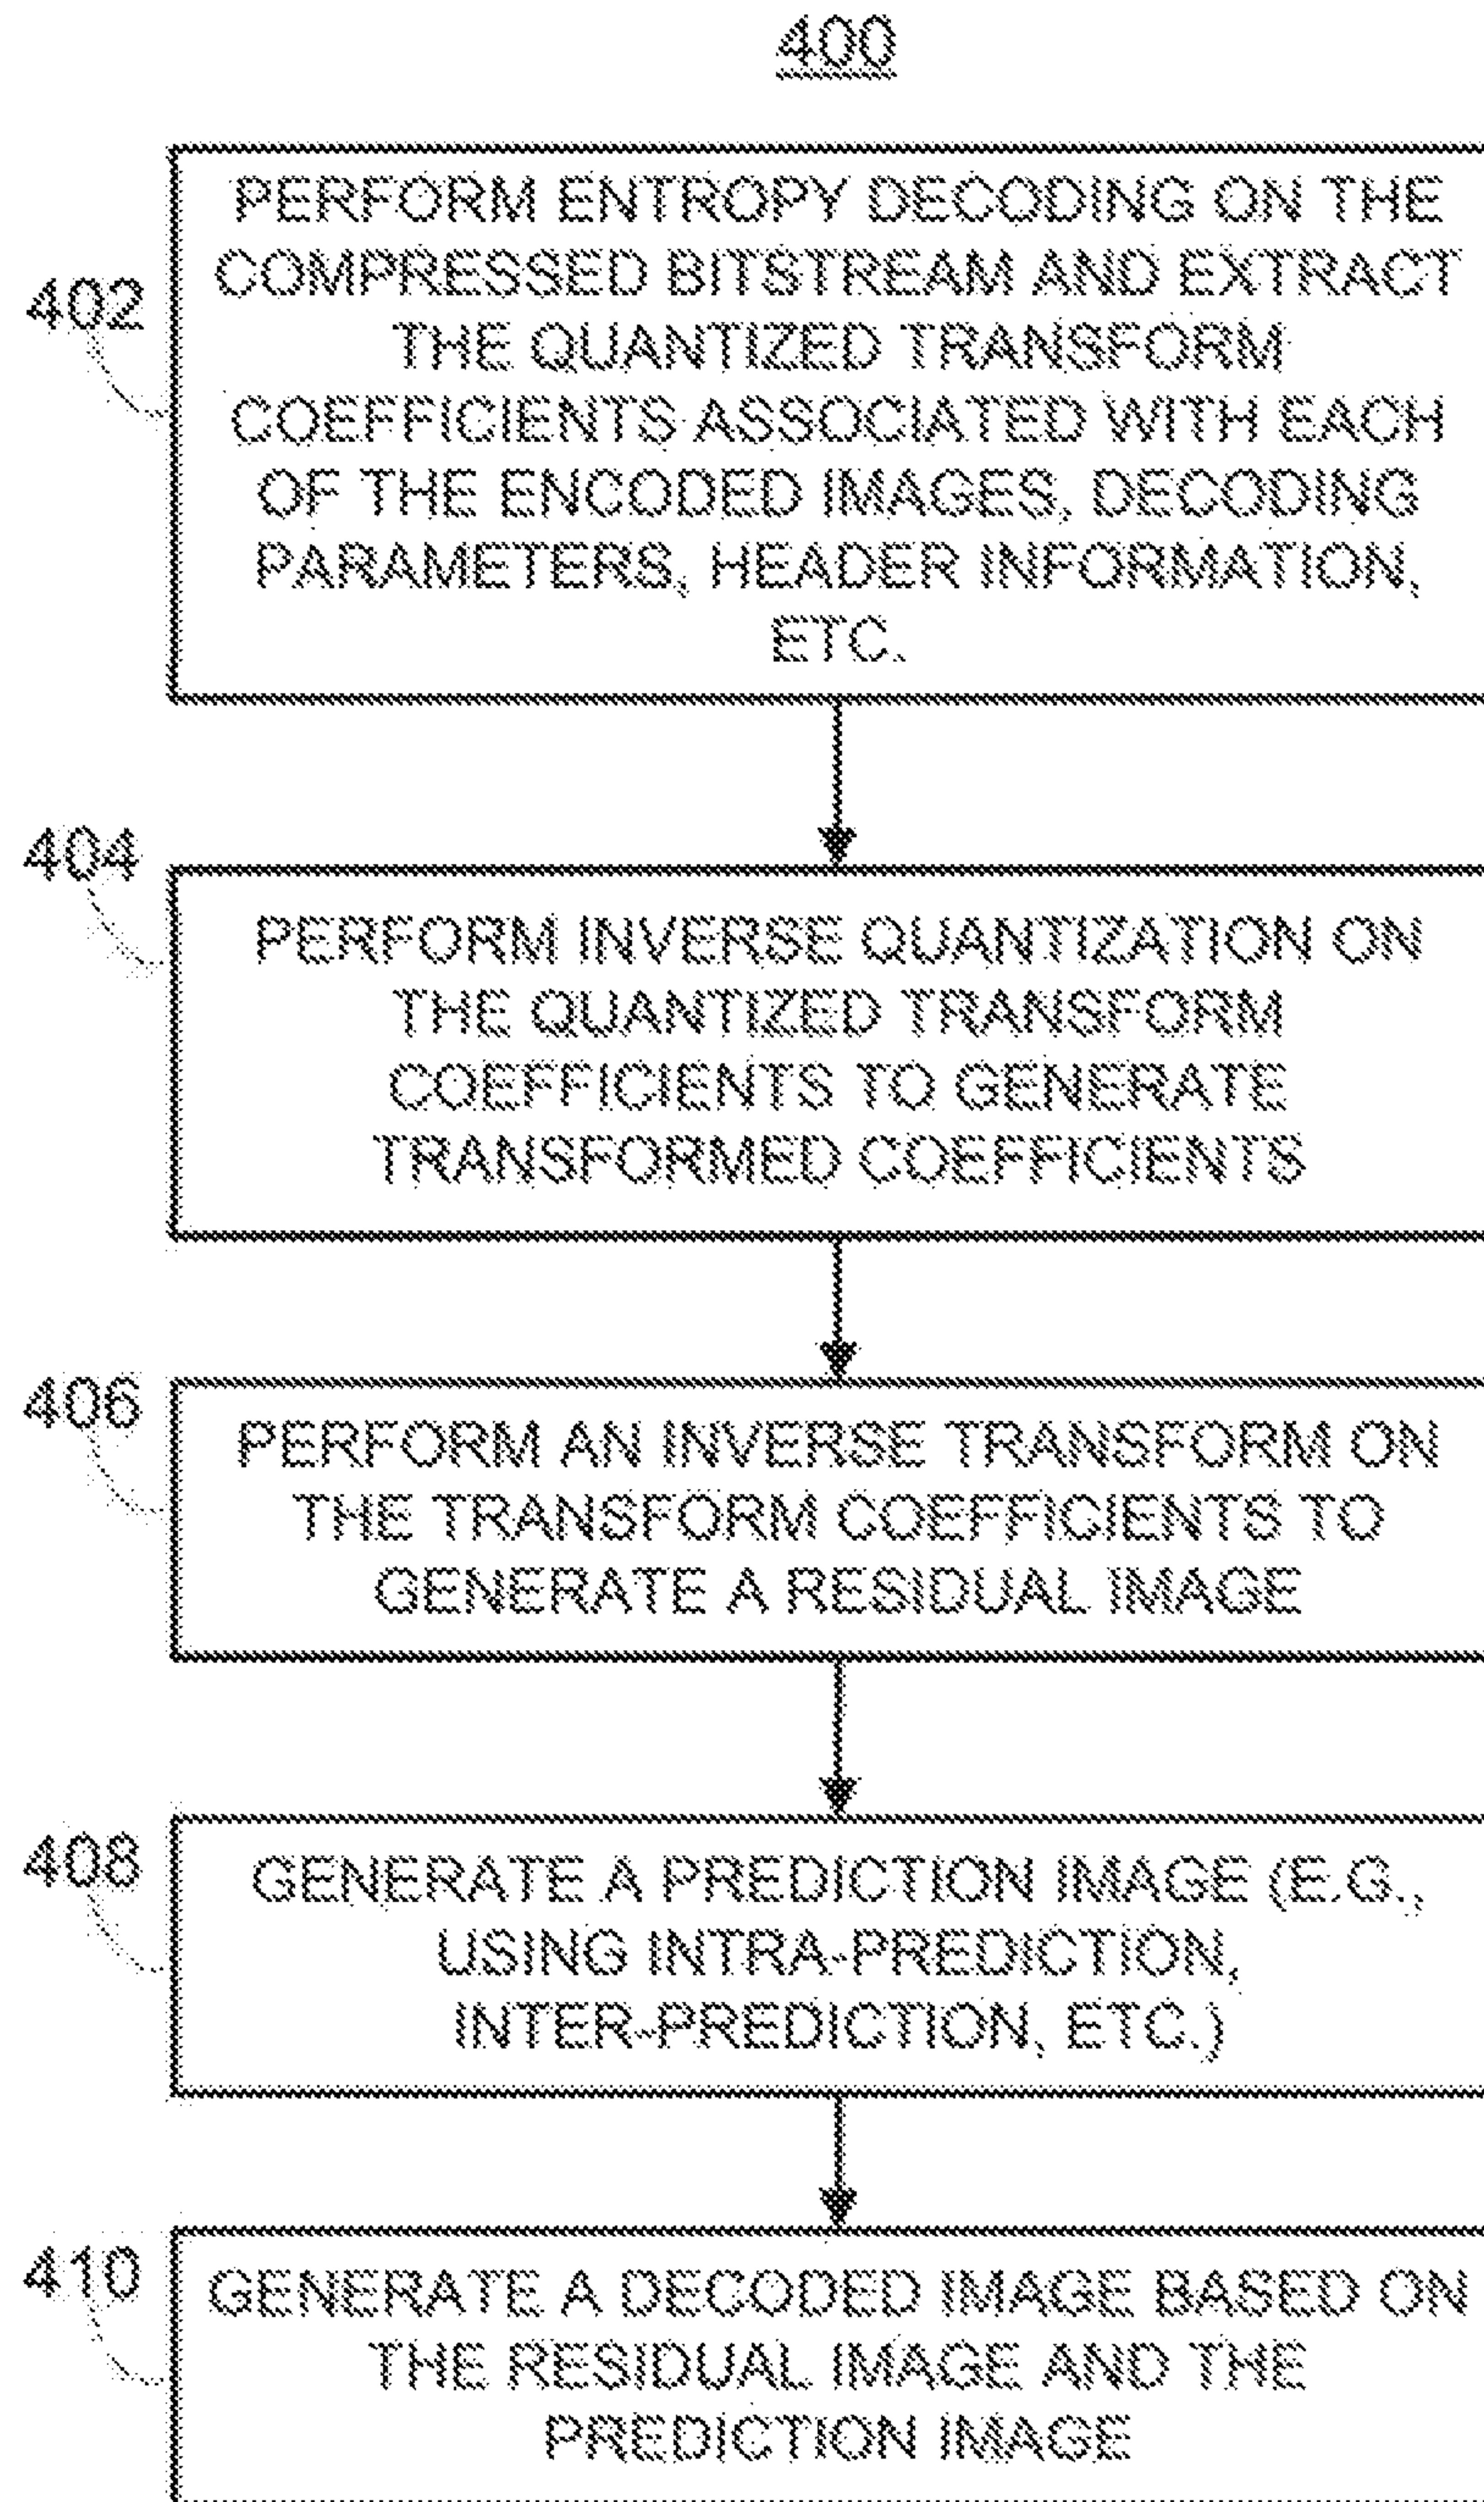 400
402
PERFORM ENTROPY DECODING ON THE
COMPRESSED BITSTREAM AND EXTRACT
THE QUANTIZED TRANSFORM
COEFFICIENTS ASSOCIATED WITH EACH
OF THE ENCODED IMAGES, DECODING
PARAMETERS, HEADER INFORMATION,
ETC.
404
PERFORM INVERSE QUANTIZATION ON
THE QUANTIZED TRANSFORM
COEFFICIENTS TO GENERATE
TRANSFORMED COEFFICIENTS
406
PERFORM AN INVERSE TRANSFORM ON
THE TRANSFORM COEFFICIENTS TO
GENERATE A RESIDUAL IMAGE
408
GENERATE A PREDICTION IMAGE (E.G.,
USING INTRA-PREDICTION,
INTER-PREDICTION, ETC.)
410
GENERATE A DECODED IMAGE BASED ON
THE RESIDUAL IMAGE AND THE
PREDICTION IMAGE